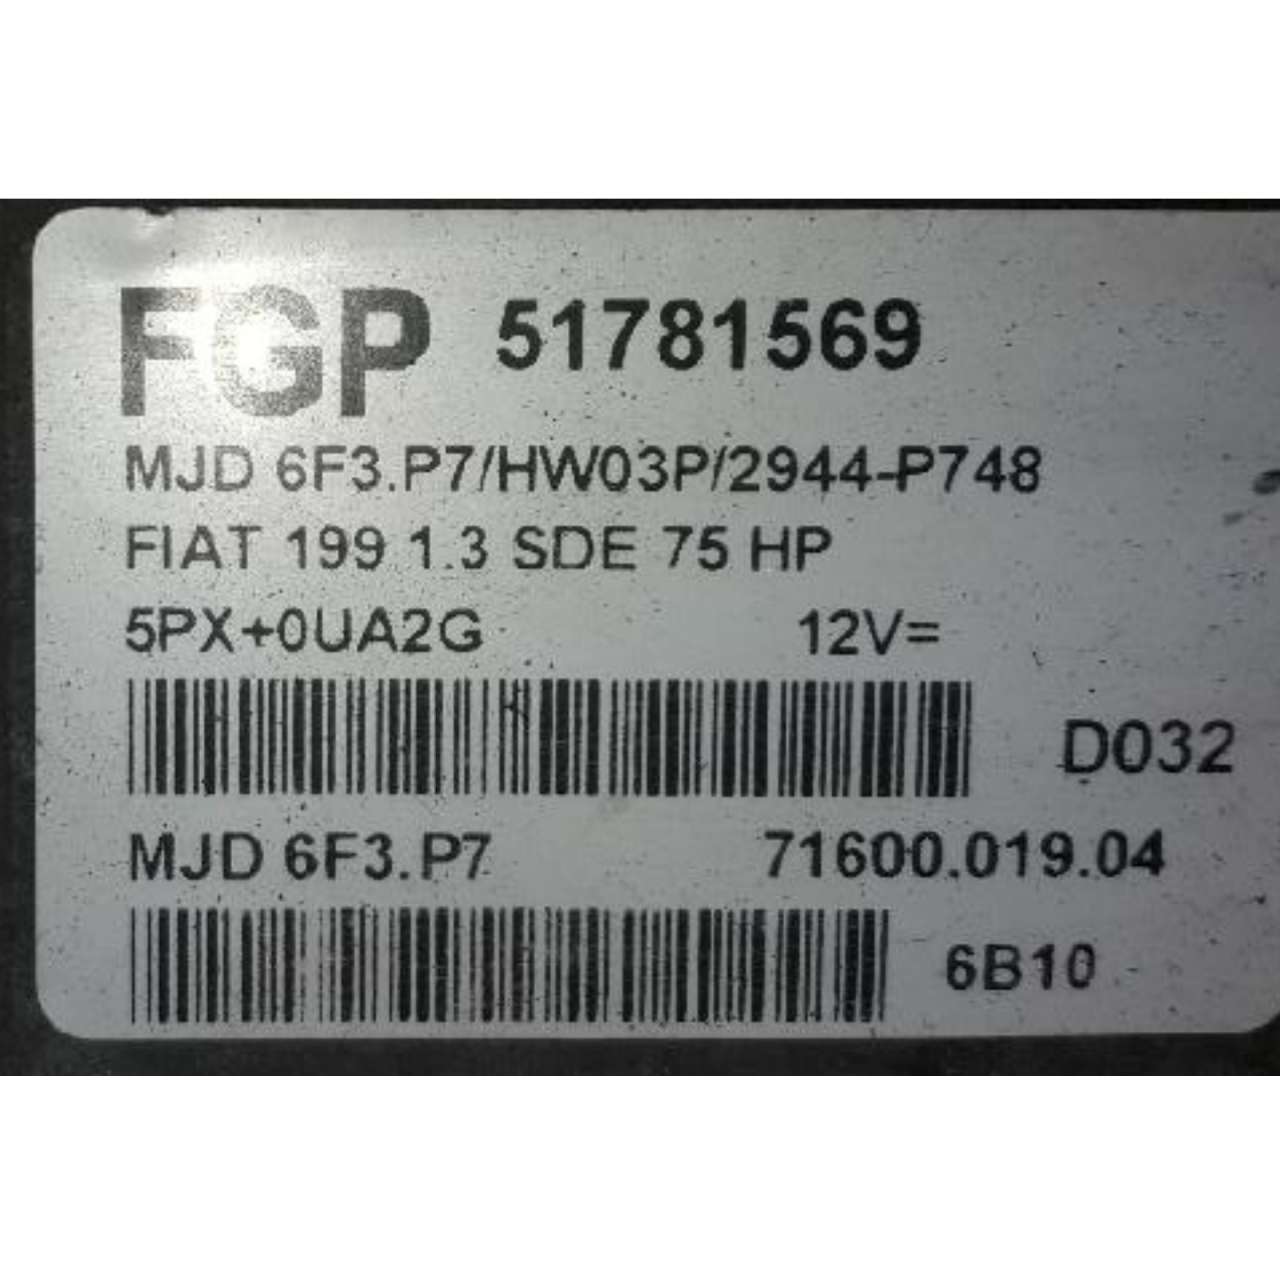 FGP 51781569
MJD 6F3.P7/HW03P/2944-P748
FIAT 199 1.3 SDE 75 HP
5PX+0UA2G 12V=
D032
MJD 6F3.P7 71600.019.04
6B10